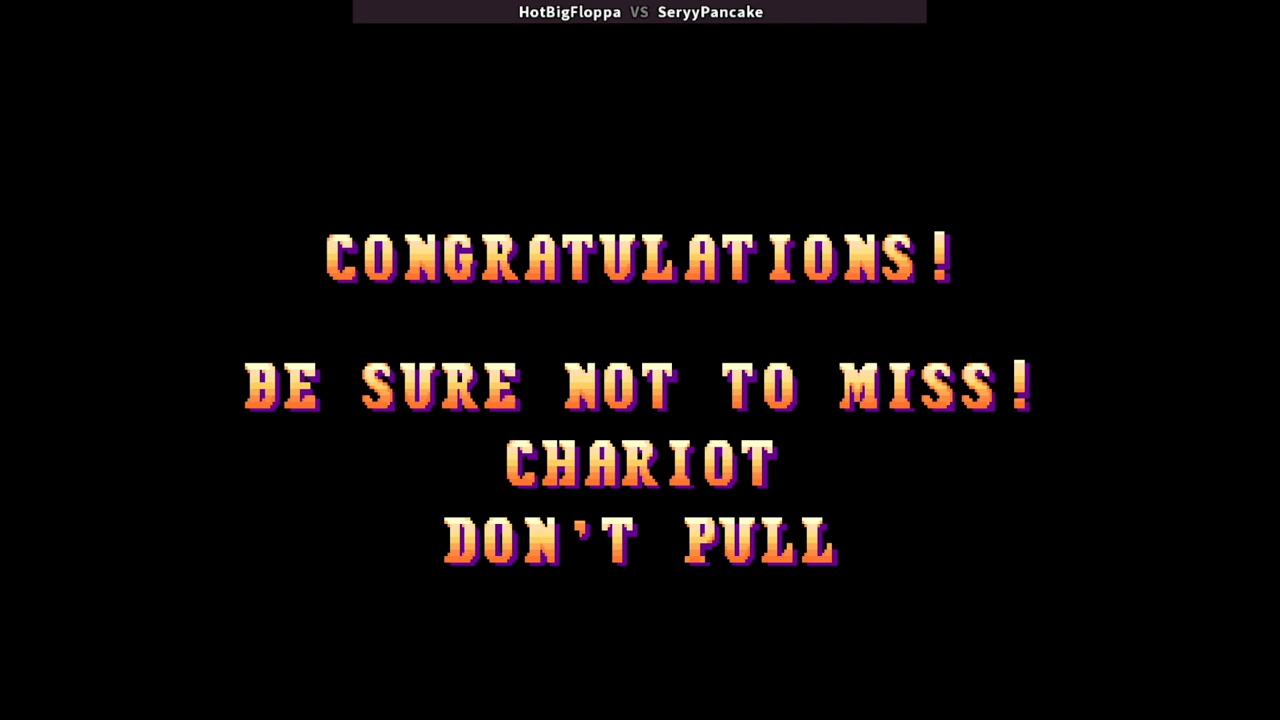 HotBigFloppa VS SeryyPancake
CONGRATULATIONS!
BE SURE NOT TO MISS!
CHARIOT
DON'T PULL